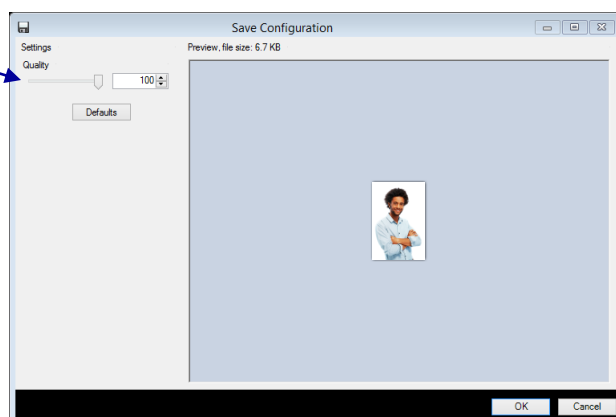 Save Configuration
Settings
Preview, file size: 6.7 KB
Quality
100
Defaults
OK
Cancel